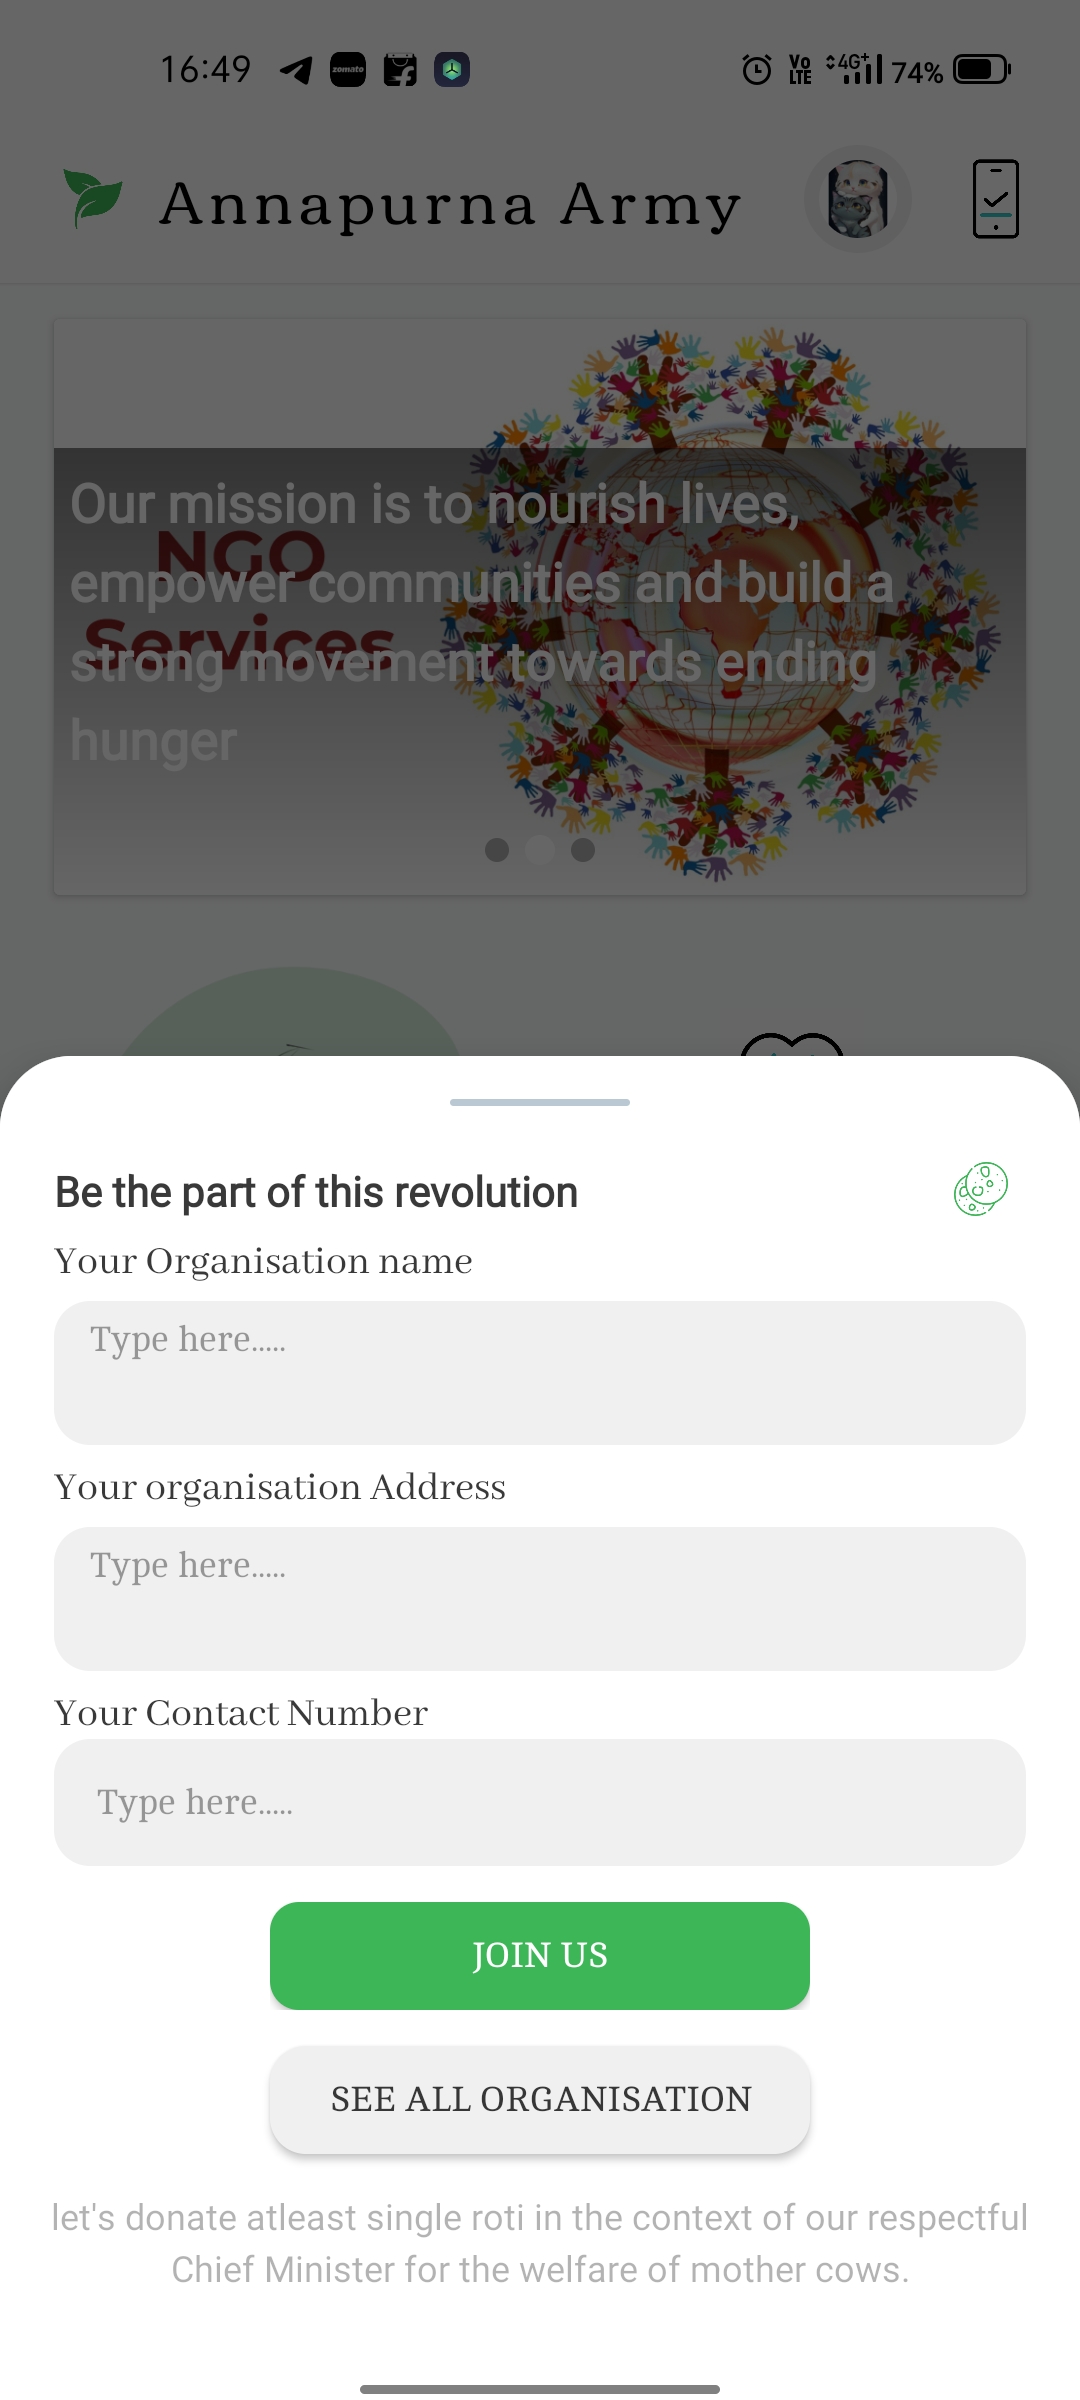 16:49
zomato
Vo
LTE
4G+
74%
Annapurna Army
NGO
Services
Our mission is to nourish lives,
empower communities and build a
strong movement towards ending
hunger
Be the part of this revolution
Your Organisation name
Type here.....
Your organisation Address
Type here.....
Your Contact Number
Type here.....
JOIN US
SEE ALL ORGANISATION
let's donate atleast single roti in the context of our respectful
Chief Minister for the welfare of mother cows.